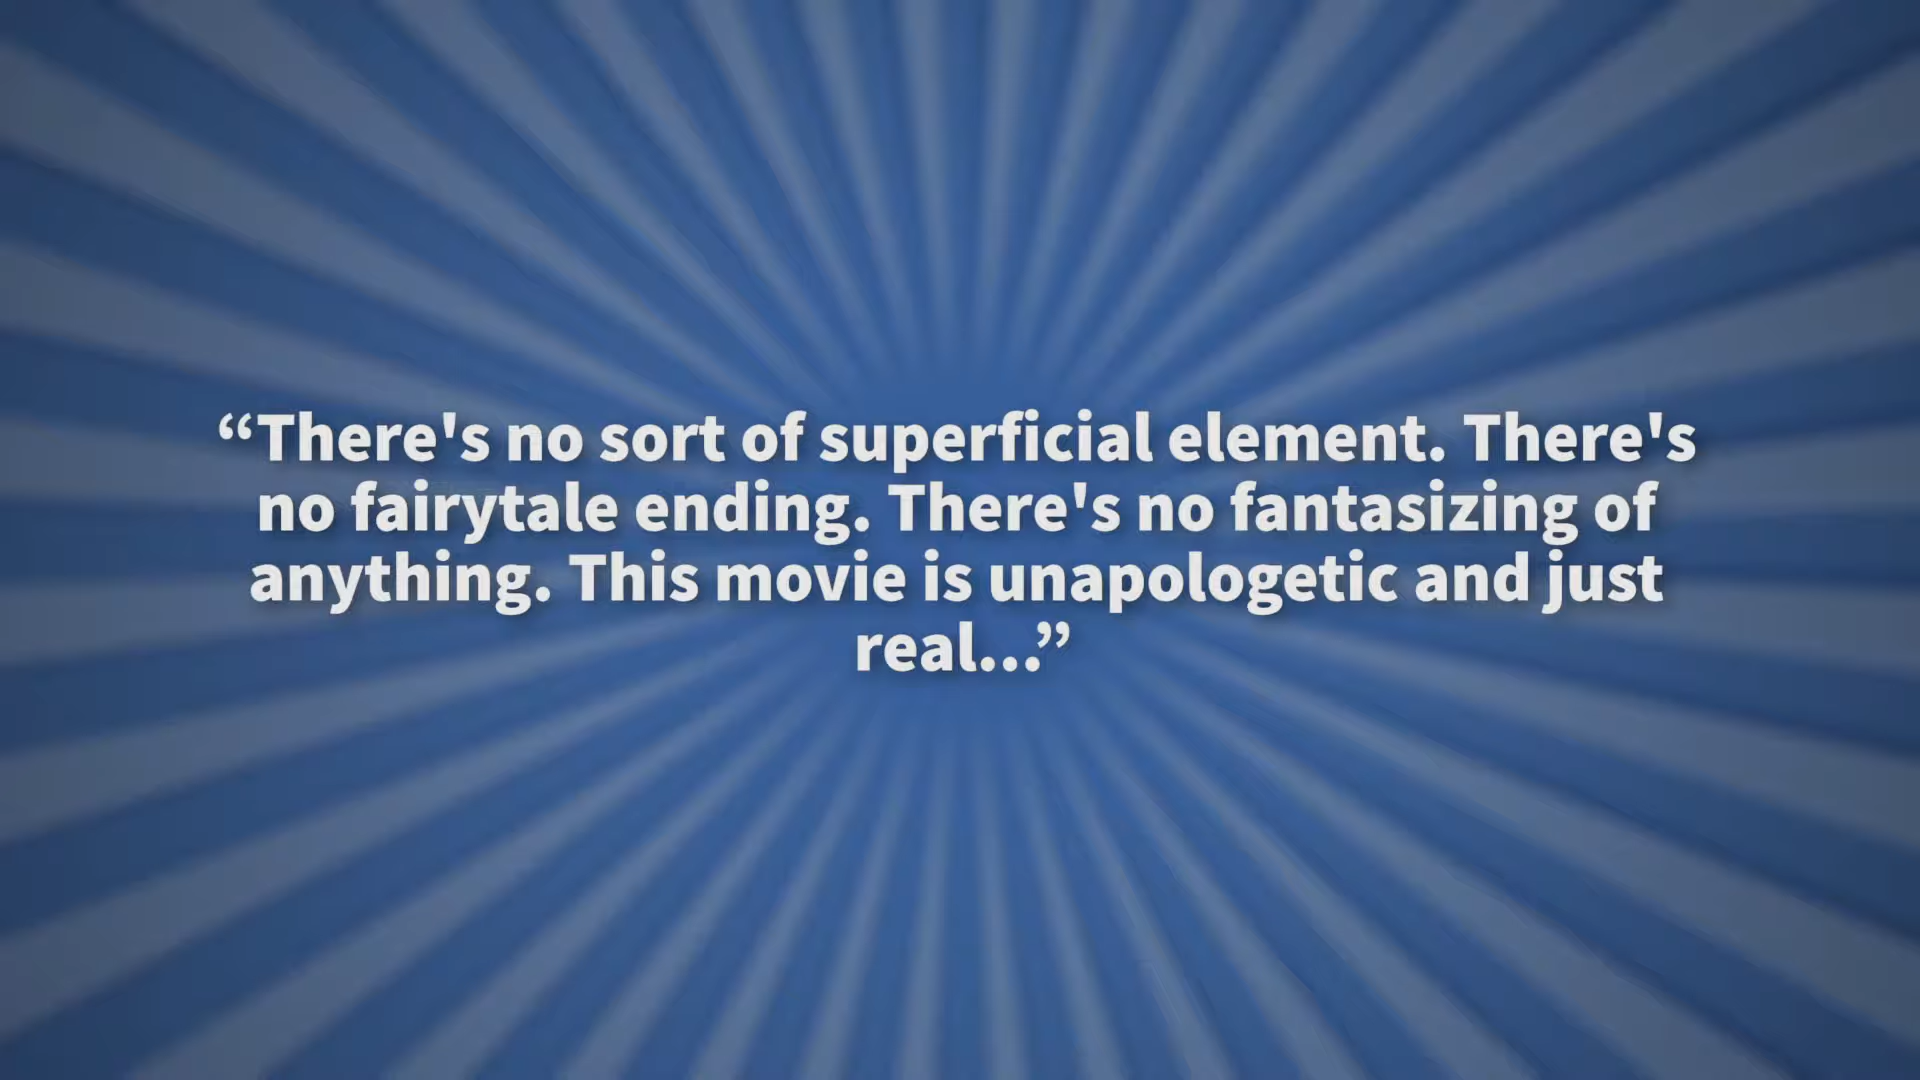 “There's no sort of superficial element. There's
no fairytale ending. There's no fantasizing of
anything. This movie is unapologetic and just
real...”